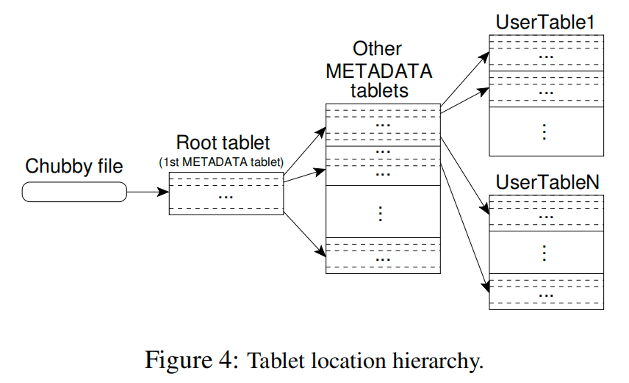 Chubby file
Root tablet
(1st METADATA tablet)
...
Other
METADATA
tablets
...
...
...
...
UserTable1
...
...
...
UserTableN
...
...
...
Figure 4: Tablet location hierarchy.